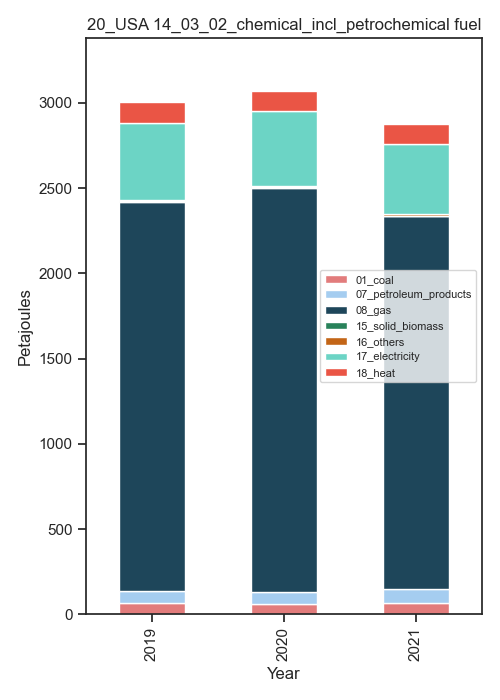 20_USA 14_03_02_chemical_incl_petrochemical fuel
Petajoules
3000
2500
2000
1500
1000
500
0
01_coal
07_petroleum_products
08_gas
15_solid_biomass
16_others
17_electricity
18_heat
2019
2020
2021
Year